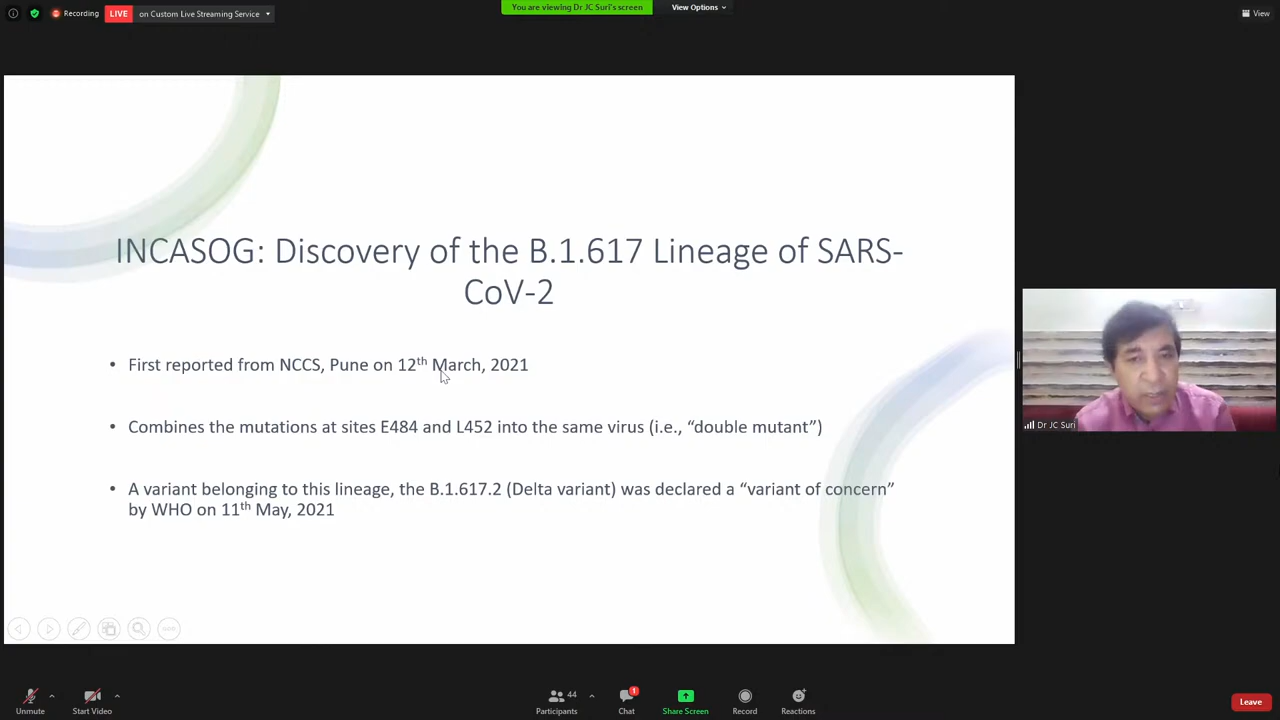 Recording
LIVE
on Custom Live Streaming Service
You are viewing Dr JC Suri's screen
View Options
View
INCASOG: Discovery of the B.1.617 Lineage of SARS-
CoV-2
• First reported from NCCS, Pune on 12th March, 2021
• Combines the mutations at sites E484 and L452 into the same virus (i.e., “double mutant”)
• A variant belonging to this lineage, the B.1.617.2 (Delta variant) was declared a “variant of concern”
by WHO on 11th May, 2021
Dr JC Suri
Unmute
Start Video
44
Participants
1
Chat
Share Screen
Record
Reactions
Leave